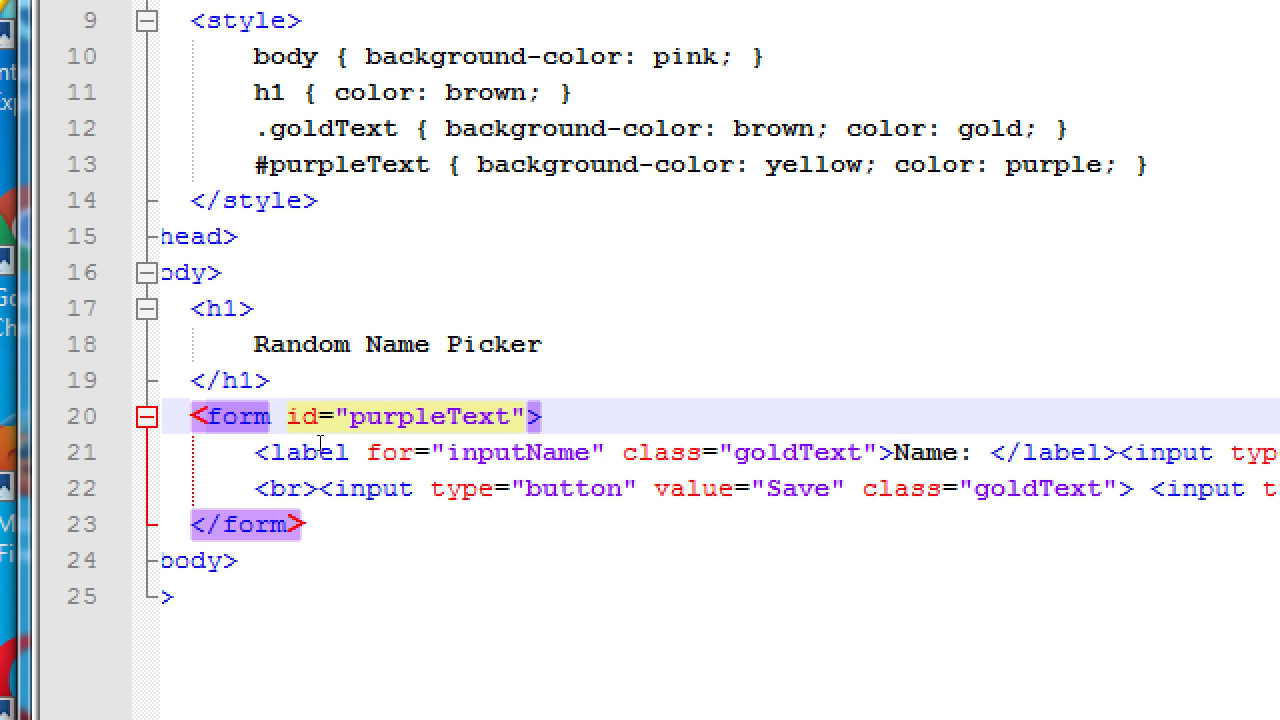 9 <style>
10 body { background-color: pink; }
11 h1 { color: brown; }
12 .goldText { background-color: brown; color: gold; }
13 #purpleText { background-color: yellow; color: purple; }
14 </style>
15 head>
16 ody>
17 <h1>
18 Random Name Picker
19 </h1>
20 <form id="purpleText">
21 <label for="inputName" class="goldText">Name: </label><input typ
22 <br><input type="button" value="Save" class="goldText"> <input t
23 </form>
24 body>
25 >